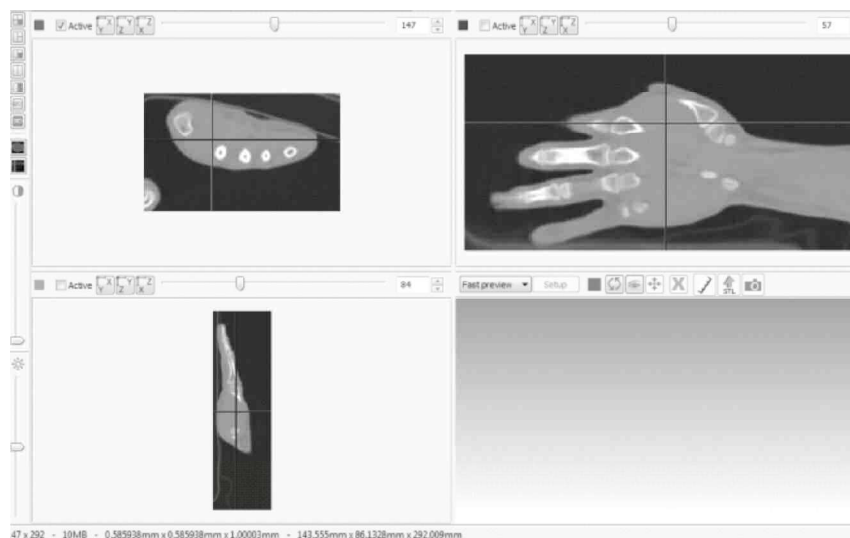 Active X Y Y Z Z X 147
Active X Y Y Z Z X 57
Active X Y Y Z Z X 84
Fast preview Setup STL
47 x 292 - 10MB - 0.585938mm x 0.585938mm x 1.00003mm - 143.555mm x 86.1328mm x 292.009mm